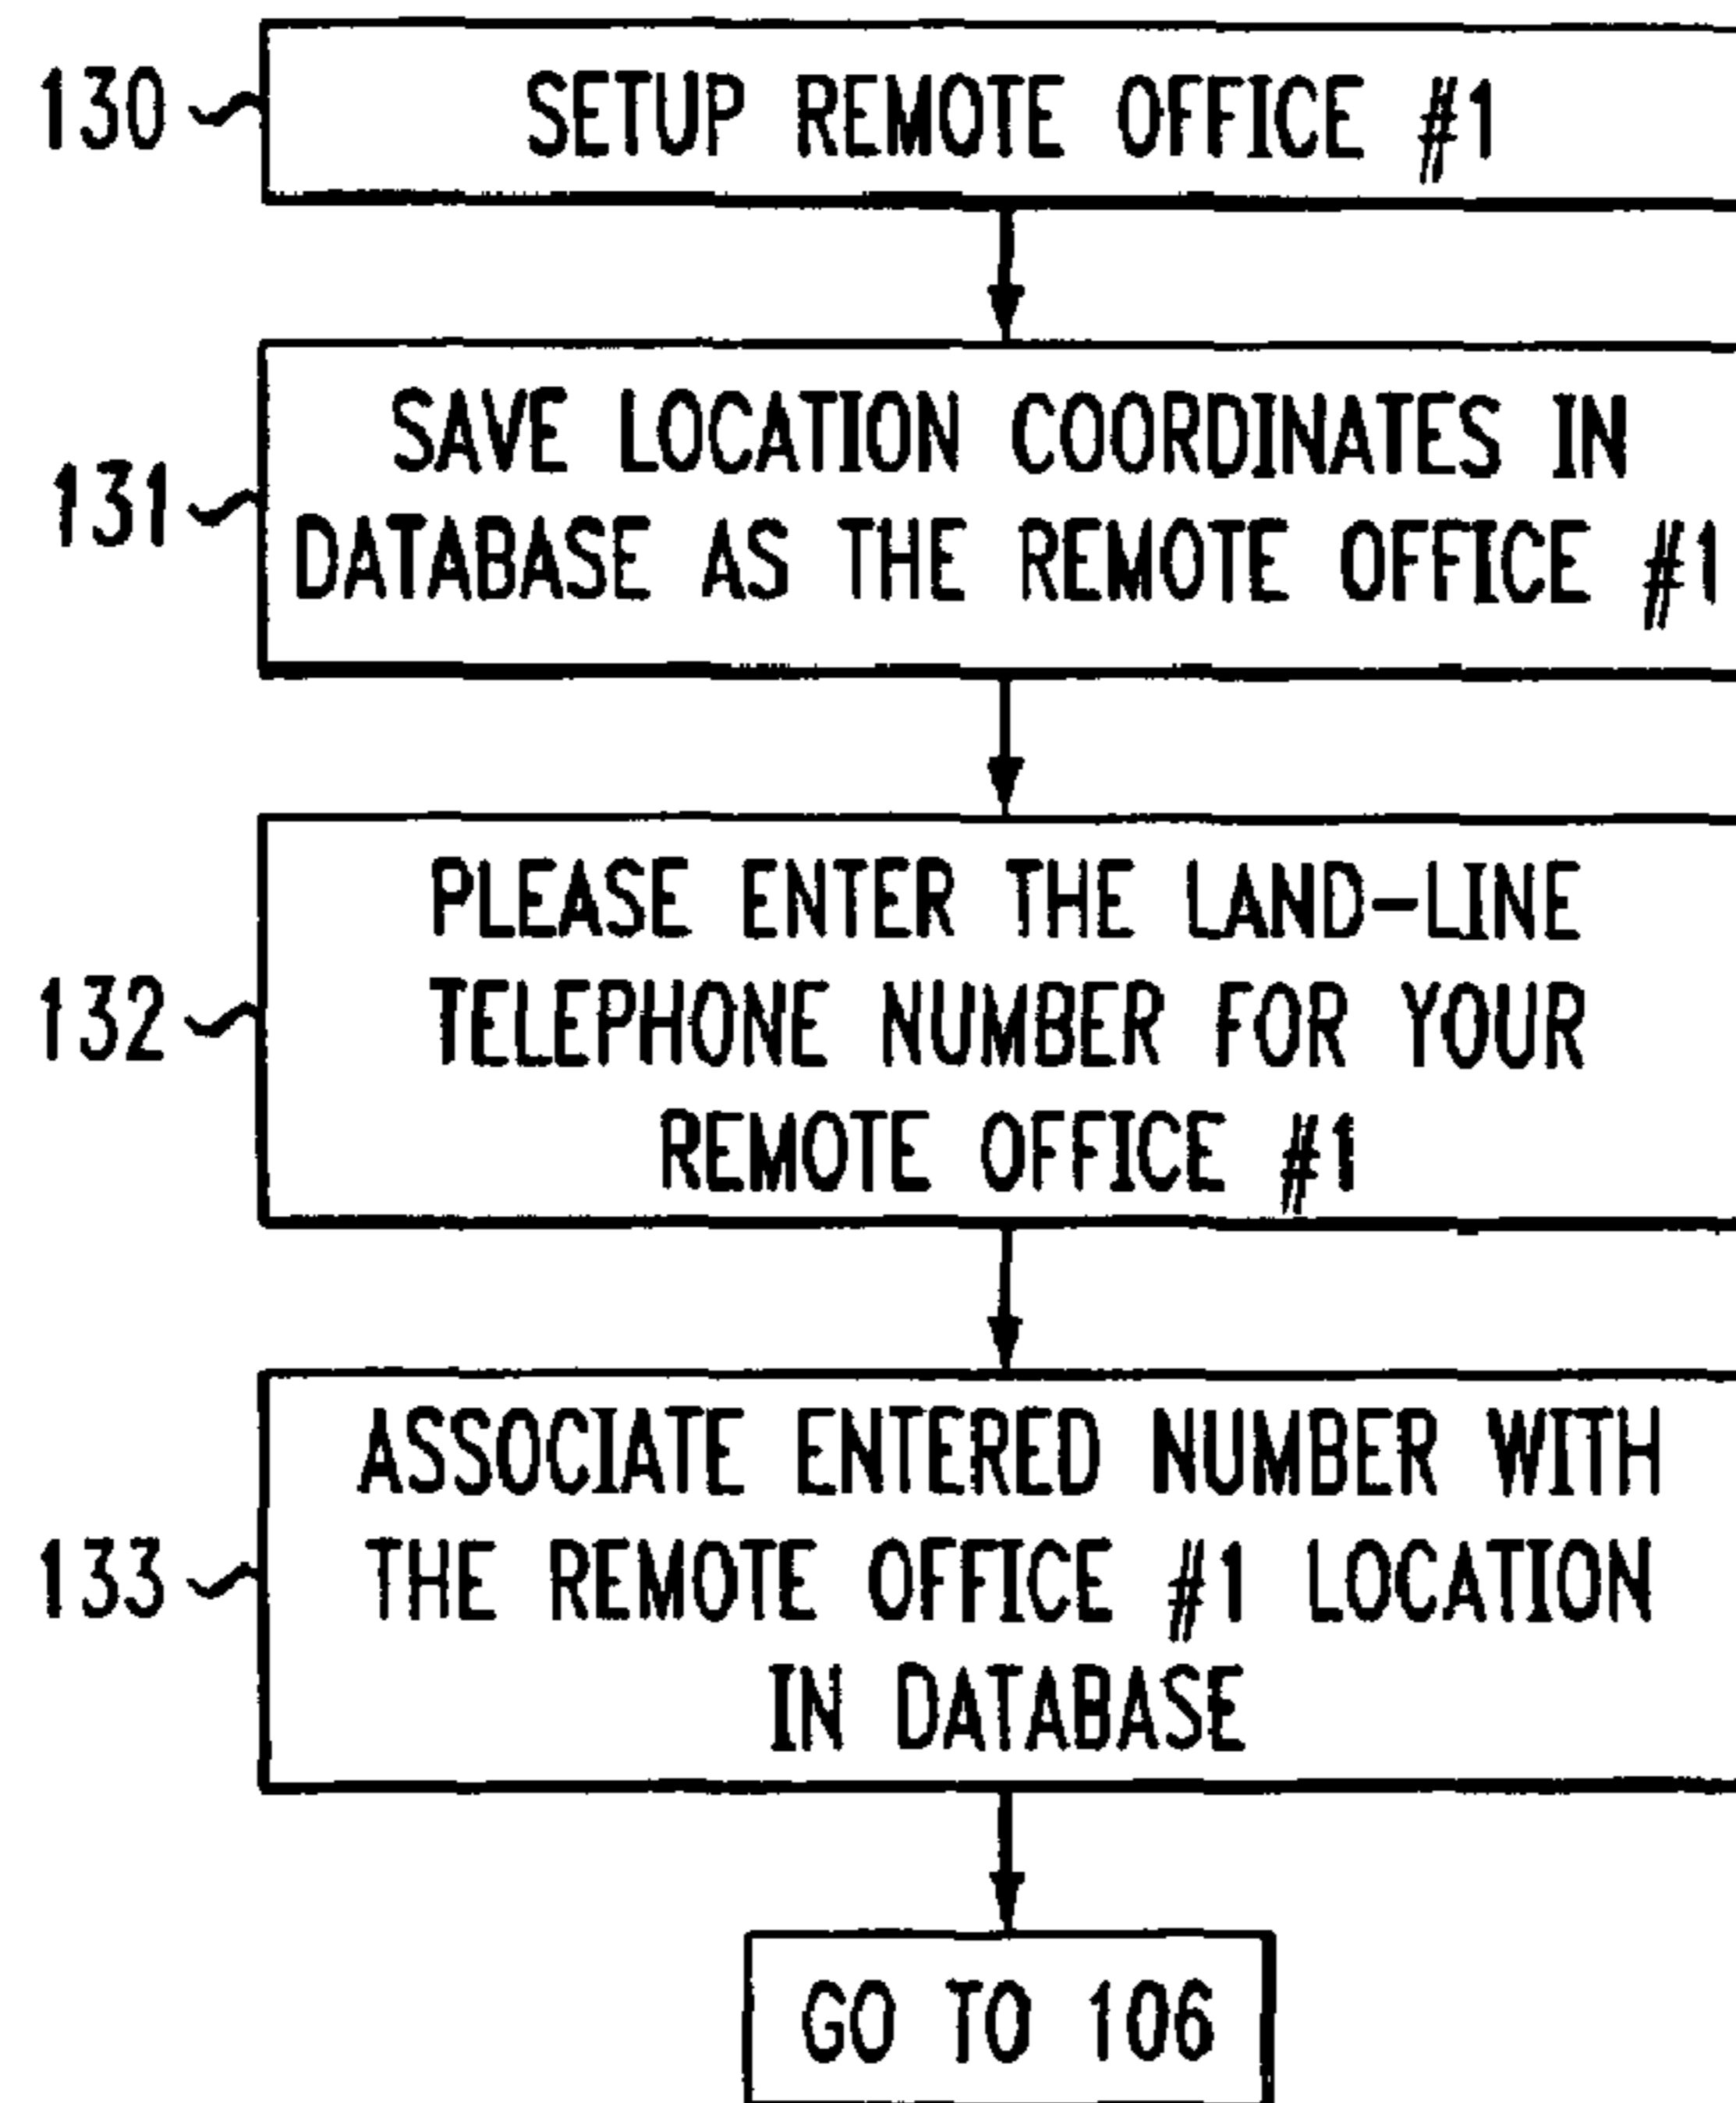 130
SETUP REMOTE OFFICE #1
SAVE LOCATION COORDINATES IN
131
DATABASE AS THE REMOTE OFFICE #1
PLEASE ENTER THE LAND-LINE
132
TELEPHONE NUMBER FOR YOUR
REMOTE OFFICE #1
ASSOCIATE ENTERED NUMBER WITH
133
THE REMOTE OFFICE #1 LOCATION
IN DATABASE
GO TO 106